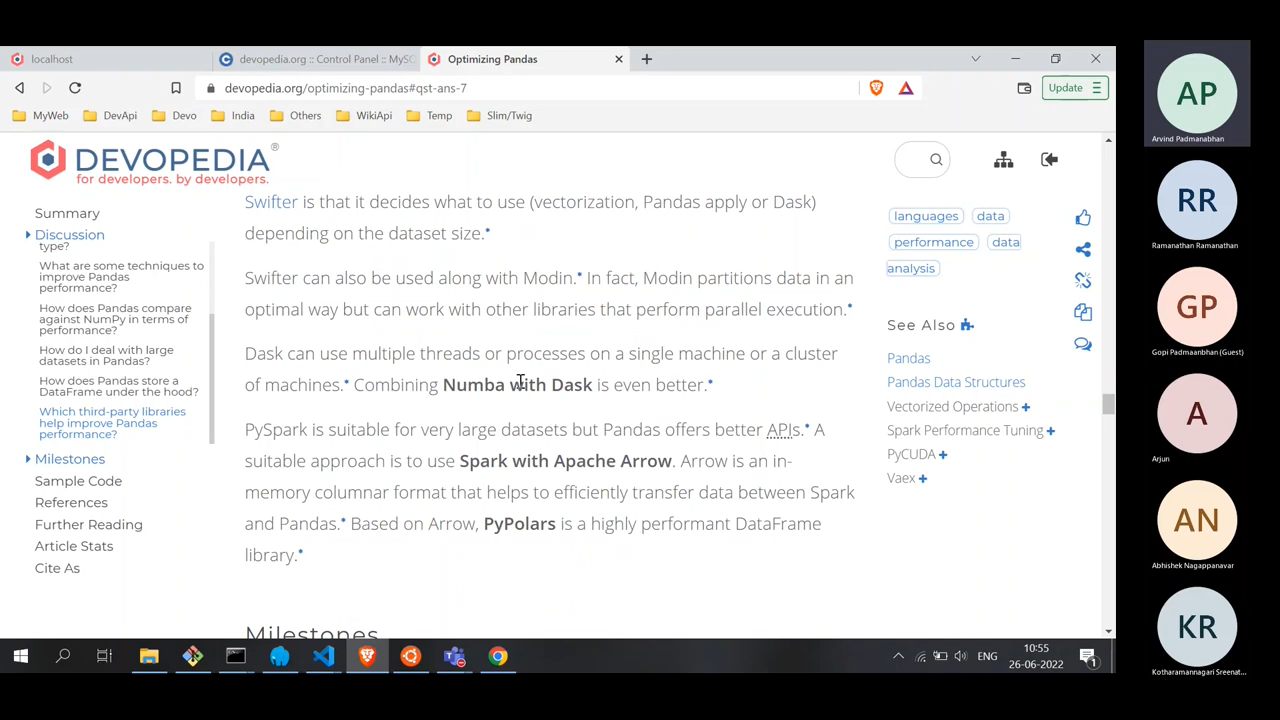 localhost
devopedia.org :: Control Panel :: MySC
Optimizing Pandas
devopedia.org/optimizing-pandas#qst-ans-7
Update
MyWeb
DevApi
Devo
India
Others
WikiApi
Temp
Slim/Twig
DEVOPEDIA®
for developers. by developers.
Summary
Discussion
type?
What are some techniques to
improve Pandas
performance?
How does Pandas compare
against NumPy in terms of
performance?
How do I deal with large
datasets in Pandas?
How does Pandas store a
DataFrame under the hood?
Which third-party libraries
help improve Pandas
performance?
Milestones
Sample Code
References
Further Reading
Article Stats
Cite As
Swifter is that it decides what to use (vectorization, Pandas apply or Dask)
depending on the dataset size.*
Swifter can also be used along with Modin.* In fact, Modin partitions data in an
optimal way but can work with other libraries that perform parallel execution.*
Dask can use multiple threads or processes on a single machine or a cluster
of machines.* Combining Numba with Dask is even better.*
PySpark is suitable for very large datasets but Pandas offers better APIs.* A
suitable approach is to use Spark with Apache Arrow. Arrow is an in-
memory columnar format that helps to efficiently transfer data between Spark
and Pandas.* Based on Arrow, PyPolars is a highly performant DataFrame
library.*
Milestones
languages
data
performance
data
analysis
See Also
Pandas
Pandas Data Structures
Vectorized Operations +
Spark Performance Tuning +
PyCUDA +
Vaex +
ENG
10:55
26-06-2022
1
AP
Arvind Padmanabhan
RR
Ramanathan Ramanathan
GP
Gopi Padmaanbhan (Guest)
A
Arjun
AN
Abhishek Nagappanavar
KR
Kotharamannagari Sreenat...